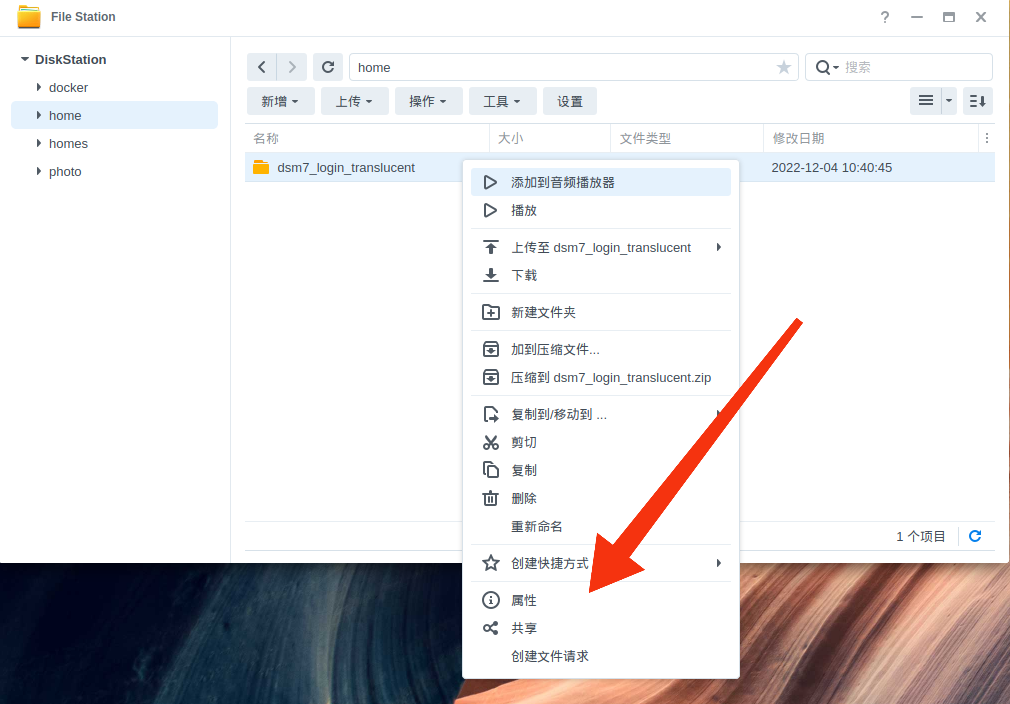 File Station
DiskStation
docker
home
homes
photo
home
搜索
新增 上传 操作 工具 设置
名称 大小 文件类型 修改日期
dsm7_login_translucent 2022-12-04 10:40:45
添加到音频播放器
播放
上传至 dsm7_login_translucent
下载
新建文件夹
加到压缩文件...
压缩到 dsm7_login_translucent.zip
复制到/移动到 ...
剪切
复制
删除
重新命名
1 个项目
创建快捷方式
属性
共享
创建文件请求